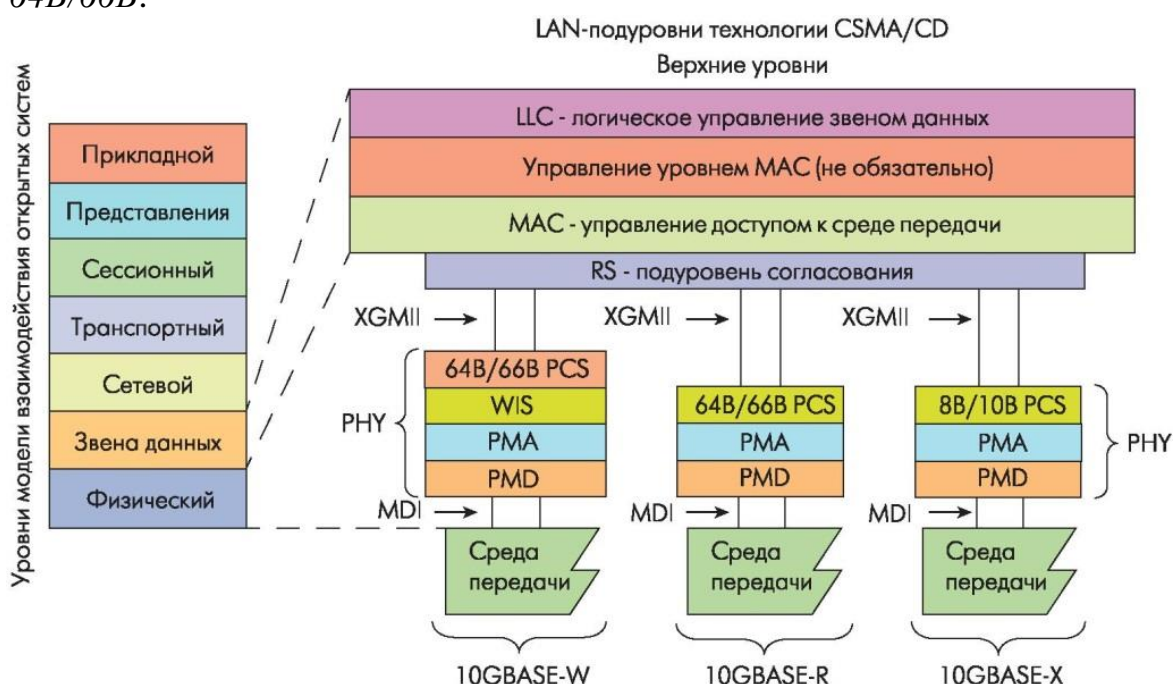 64B/66B.
LAN-подуровни технологии CSMA/CD
Верхние уровни
Уровни модели взаимодействия открытых систем
Прикладной
Представления
Сессионный
Транспортный
Сетевой
Звена данных
Физический
LLC - логическое управление звеном данных
Управление уровнем MAC (не обязательно)
MAC - управление доступом к среде передачи
RS - подуровень согласования
XGMII
XGMII
XGMII
PHY
64B/66B PCS
WIS
PMA
PMD
64B/66B PCS
PMA
PMD
8B/10B PCS
PMA
PMD
PHY
MDI
MDI
MDI
Среда
передачи
Среда
передачи
Среда
передачи
10GBASE-W
10GBASE-R
10GBASE-X